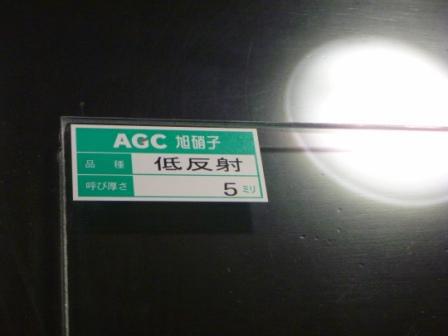 AGC 旭硝子
品種 低反射
呼び厚さ 5ミリ